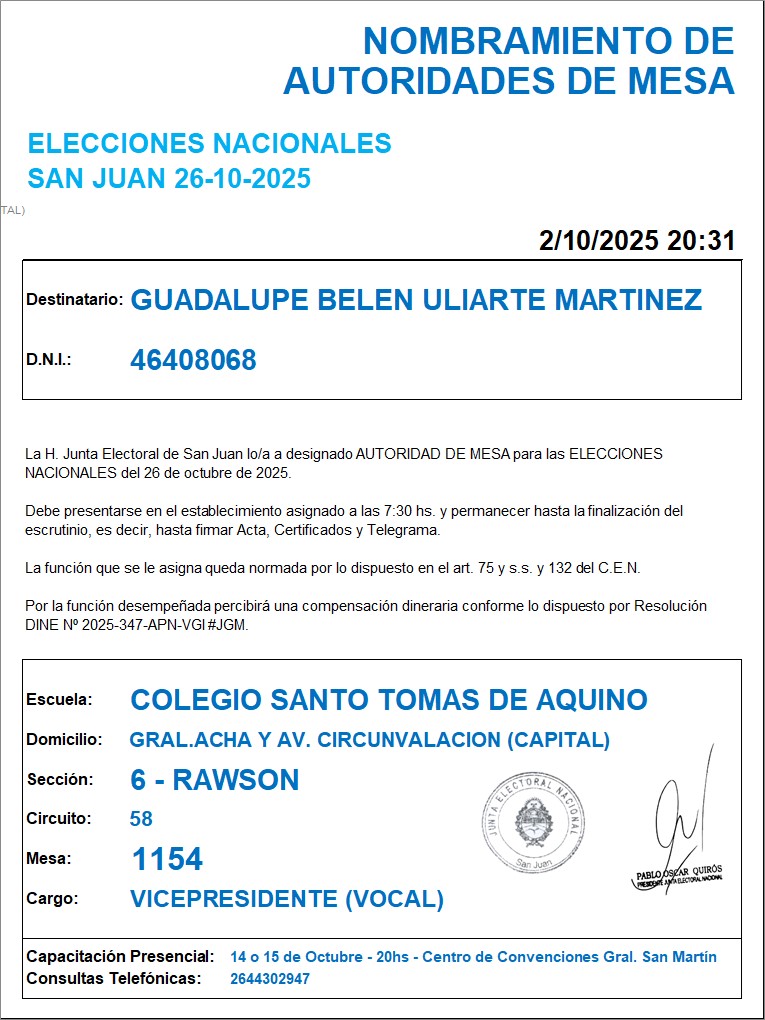 NOMBRAMIENTO DE
AUTORIDADES DE MESA
ELECCIONES NACIONALES
SAN JUAN 26-10-2025
TAL)
2/10/2025 20:31
Destinatario: GUADALUPE BELEN ULIARTE MARTINEZ
D.N.I.: 46408068
La H. Junta Electoral de San Juan lo/a a designado AUTORIDAD DE MESA para las ELECCIONES
NACIONALES del 26 de octubre de 2025.
Debe presentarse en el establecimiento asignado a las 7:30 hs. y permanecer hasta la finalización del
escrutinio, es decir, hasta firmar Acta, Certificados y Telegrama.
La función que se le asigna queda normada por lo dispuesto en el art. 75 y s.s. y 132 del C.E.N.
Por la función desempeñada percibirá una compensación dineraria conforme lo dispuesto por Resolución
DINE Nº 2025-347-APN-VGI#JGM.
Escuela: COLEGIO SANTO TOMAS DE AQUINO
Domicilio: GRAL.ACHA Y AV. CIRCUNVALACION (CAPITAL)
Sección: 6 - RAWSON
Circuito: 58
Mesa: 1154
Cargo: VICEPRESIDENTE (VOCAL)
JUNTA ELECTORAL NACIONAL
San Juan
PABLO OSCAR QUIRÓS
PRESIDENTE JUNTA ELECTORAL NACIONAL
Capacitación Presencial: 14 o 15 de Octubre - 20hs - Centro de Convenciones Gral. San Martín
Consultas Telefónicas: 2644302947